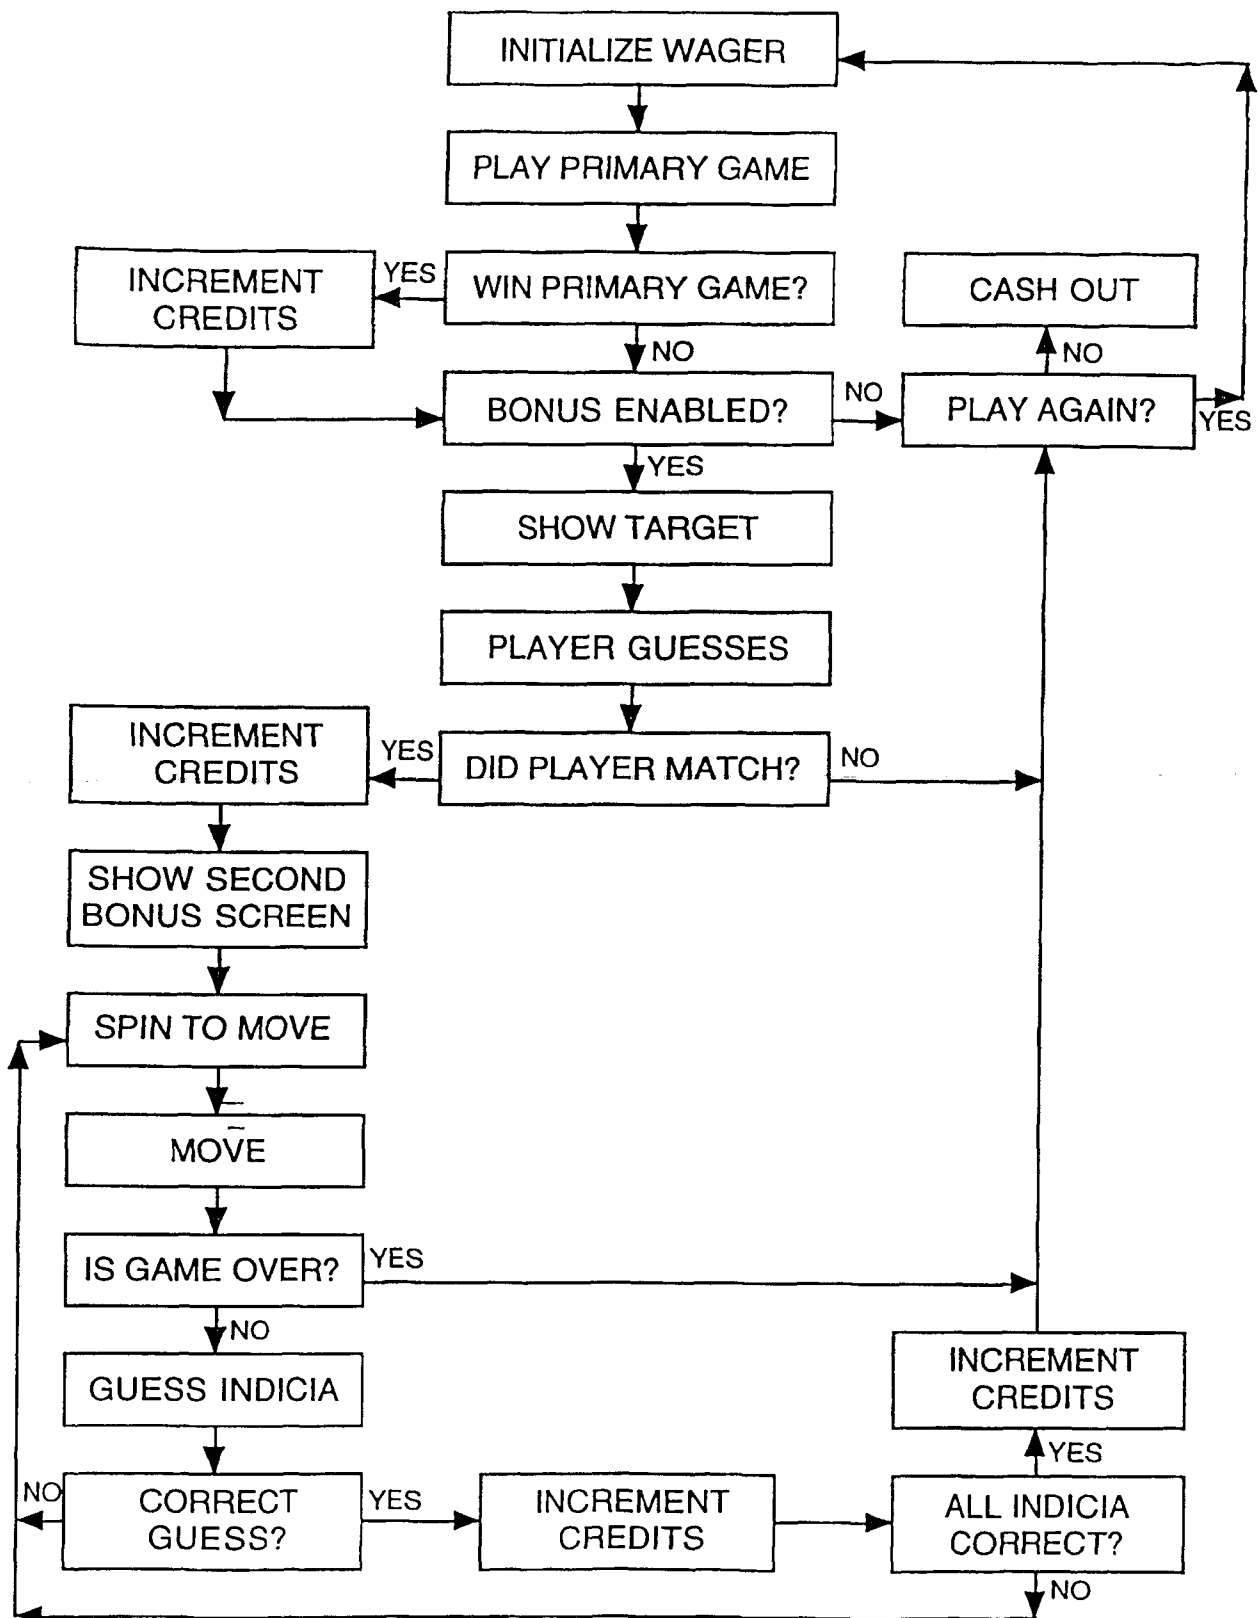 INITIALIZE WAGER
PLAY PRIMARY GAME
INCREMENT
CREDITS
YES
WIN PRIMARY GAME?
CASH OUT
NO
NO
BONUS ENABLED?
NO
PLAY AGAIN?
YES
YES
SHOW TARGET
PLAYER GUESSES
INCREMENT
CREDITS
YES
DID PLAYER MATCH?
NO
SHOW SECOND
BONUS SCREEN
SPIN TO MOVE
MOVE
IS GAME OVER?
YES
NO
GUESS INDICIA
INCREMENT
CREDITS
YES
NO
CORRECT
GUESS?
YES
INCREMENT
CREDITS
ALL INDICIA
CORRECT?
NO